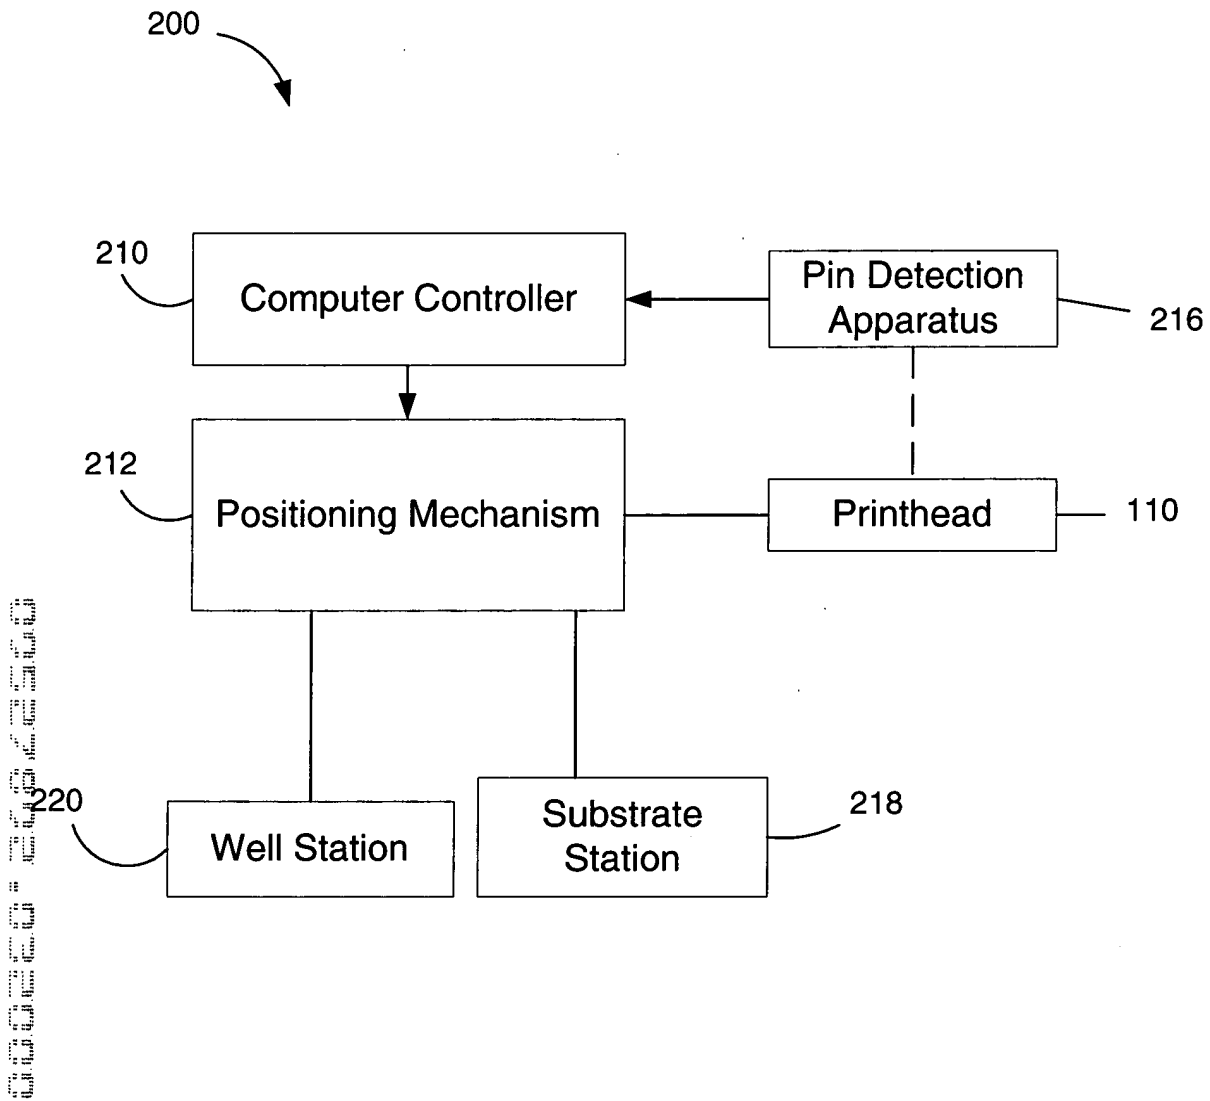 200
210
Computer Controller
Pin Detection
Apparatus
216
212
Positioning Mechanism
Printhead
110
220
Well Station
Substrate
Station
218